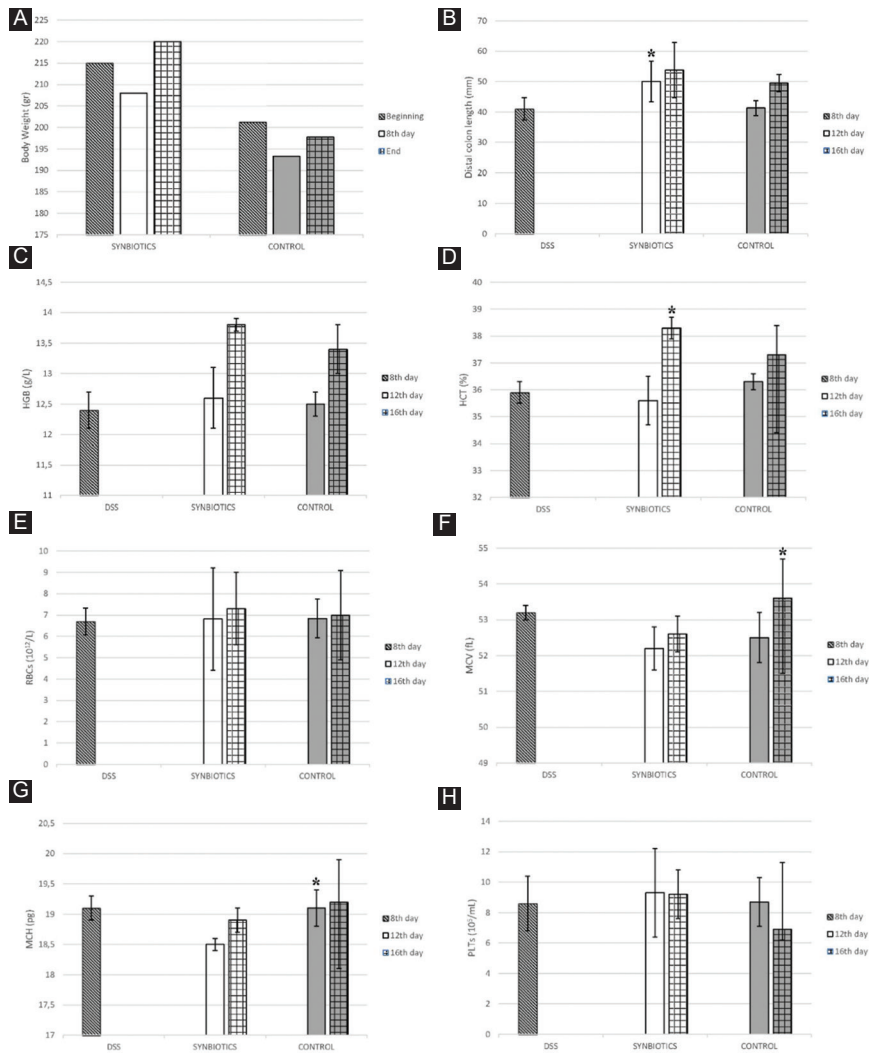 A
Body Weight (gr)
225
220
215
210
205
200
195
190
185
180
175
SYNBIOTICS
CONTROL
Beginning
8th day
End
B
Distal colon length (mm)
70
60
50
40
30
20
10
0
*
DSS
SYNBIOTICS
CONTROL
8th day
12th day
16th day
C
HGB (g/L)
14,5
14
13,5
13
12,5
12
11,5
11
DSS
SYNBIOTICS
CONTROL
8th day
12th day
16th day
D
HCT (%)
40
39
38
37
36
35
34
33
32
*
DSS
SYNBIOTICS
CONTROL
8th day
12th day
16th day
E
RBCs (10¹²/L)
10
9
8
7
6
5
4
3
2
1
0
DSS
SYNBIOTICS
CONTROL
8th day
12th day
16th day
F
MCV (fL)
55
54
53
52
51
50
49
*
DSS
SYNBIOTICS
CONTROL
8th day
12th day
16th day
G
MCH (pg)
20,5
20
19,5
19
18,5
18
17,5
17
*
DSS
SYNBIOTICS
CONTROL
8th day
12th day
16th day
H
PLTs (10⁵/mL)
14
12
10
8
6
4
2
0
DSS
SYNBIOTICS
CONTROL
8th day
12th day
16th day